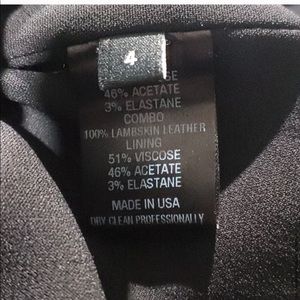 4
VISCOSE
46% ACETATE
3% ELASTANE
COMBO
100% LAMBSKIN LEATHER
LINING
51% VISCOSE
46% ACETATE
3% ELASTANE
MADE IN USA
DRY CLEAN PROFESSIONALLY